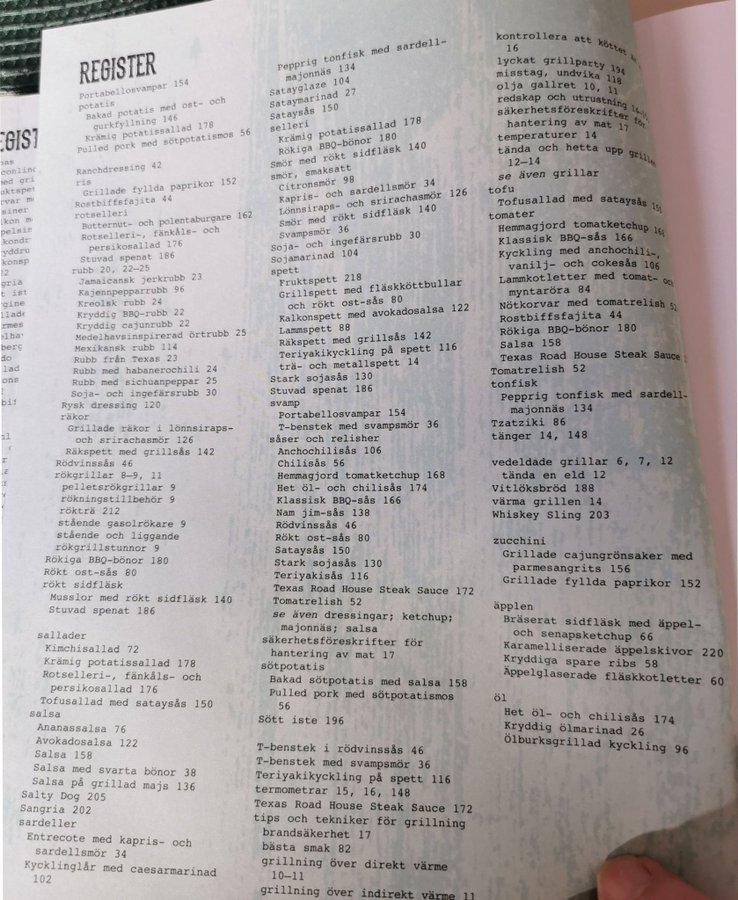 REGISTER
Portabellosvampar 154
potatis
Bakad potatis med ost- och
gurkfyllning 146
Krämig potatissallad 178
Pulled pork med sötpotatismos 56
Ranchdressing 42
ris
Grillade fyllda paprikor 152
Rostbiffsfajita 44
rotselleri
Butternut- och polentaburgare 162
Rotselleri-, fänkåls- och
persikosallad 176
Stuvad spenat 186
rubb 20, 22–25
Jamaicansk jerkrubb 23
Kajennpepparrubb 96
Kreolsk rubb 24
Kryddig BBQ-rubb 22
Kryddig cajunrubb 22
Medelhavsinspirerad örtrubb 25
Mexikansk rubb 114
Rubb från Texas 23
Rubb med habanerochili 24
Rubb med sichuanpeppar 25
Soja- och ingefärsrubb 30
Rysk dressing 120
räkor
Grillade räkor i lönnsiraps-
och srirachasmör 126
Räkspett med grillsås 142
Rödvinssås 46
rökgrillar 8–9, 11
pelletsrökgrillar 9
rökningstillbehör 9
rökträ 212
stående gasolrökare 9
stående och liggande
rökgrillstunnor 9
Rökiga BBQ-bönor 180
Rökt ost-sås 80
rökt sidfläsk
Musslor med rökt sidfläsk 140
Stuvad spenat 186
sallader
Kimchisallad 72
Krämig potatissallad 178
Rotselleri-, fänkåls- och
persikosallad 176
Tofusallad med sataysås 150
salsa
Ananassalsa 76
Avokadosalsa 122
Salsa 158
Salsa med svarta bönor 38
Salsa på grillad majs 136
Salty Dog 205
Sangria 202
sardeller
Entrecote med kapris- och
sardellsmör 34
Kycklinglår med caesarmarinad
102
Pepprig tonfisk med sardell-
majonnäs 134
Satayglaze 104
Sataymarinad 27
Sataysås 150
selleri
Krämig potatissallad 178
Rökiga BBQ-bönor 180
Smör med rökt sidfläsk 140
smör, smaksatt
Citronsmör 98
Kapris- och sardellsmör 34
Lönnsiraps- och srirachasmör 126
Smör med rökt sidfläsk 140
Svampsmör 36
Soja- och ingefärsrubb 30
Sojamarinad 104
spett
Fruktspett 218
Grillspett med fläskköttbullar
och rökt ost-sås 80
Kalkonspett med avokadosalsa 122
Lammspett 88
Räkspett med grillsås 142
Teriyakikyckling på spett 116
trä- och metallspett 14
Stark sojasås 130
Stuvad spenat 186
svamp
Portabellosvampar 154
T-benstek med svampsmör 36
såser och relisher
Anchochilisås 106
Chilisås 56
Hemmagjord tomatketchup 168
Het öl- och chilisås 174
Klassisk BBQ-sås 166
Nam jim-sås 138
Rödvinssås 46
Rökt ost-sås 80
Sataysås 150
Stark sojasås 130
Teriyakisås 116
Texas Road House Steak Sauce 172
Tomatrelish 52
se även dressingar; ketchup;
majonnäs; salsa
säkerhetsföreskrifter för
hantering av mat 17
sötpotatis
Bakad sötpotatis med salsa 158
Pulled pork med sötpotatismos
56
Sött iste 196
T-benstek i rödvinssås 46
T-benstek med svampsmör 36
Teriyakikyckling på spett 116
termometrar 15, 16, 148
Texas Road House Steak Sauce 172
tips och tekniker för grillning
brandsäkerhet 17
bästa smak 82
grillning över direkt värme
10–11
grillning över indirekt värme 11
kontrollera att köttet
16
lyckat grillparty 194
misstag, undvika 118
olja gallret 10, 11
redskap och utrustning
säkerhetsföreskrifter för
hantering av mat 17
temperaturer 14
tända och hetta upp
12–14
se även grillar
tofu
Tofusallad med sataysås
tomater
Hemmagjord tomatketchup
Klassisk BBQ-sås 166
Kyckling med anchochili-,
vanilj- och cokesås 106
Lammkotletter med tomat- och
myntaröra 84
Nötkorvar med tomatrelish 52
Rostbiffsfajita 44
Rökiga BBQ-bönor 180
Salsa 158
Texas Road House Steak Sauce
Tomatrelish 52
tonfisk
Pepprig tonfisk med sardell-
majonnäs 134
Tzatziki 86
tänger 14, 148
vedeldade grillar 6, 7, 12
tända en eld 12
Vitlöksbröd 188
värma grillen 14
Whiskey Sling 203
zucchini
Grillade cajungrönsaker med
parmesangrits 156
Grillade fyllda paprikor 152
äpplen
Bräserat sidfläsk med äppel-
och senapsketchup 66
Karamelliserade äppelskivor 220
Kryddiga spare ribs 58
Äppelglaserade fläskkotletter 60
öl
Het öl- och chilisås 174
Kryddig ölmarinad 26
Ölburksgrillad kyckling 96